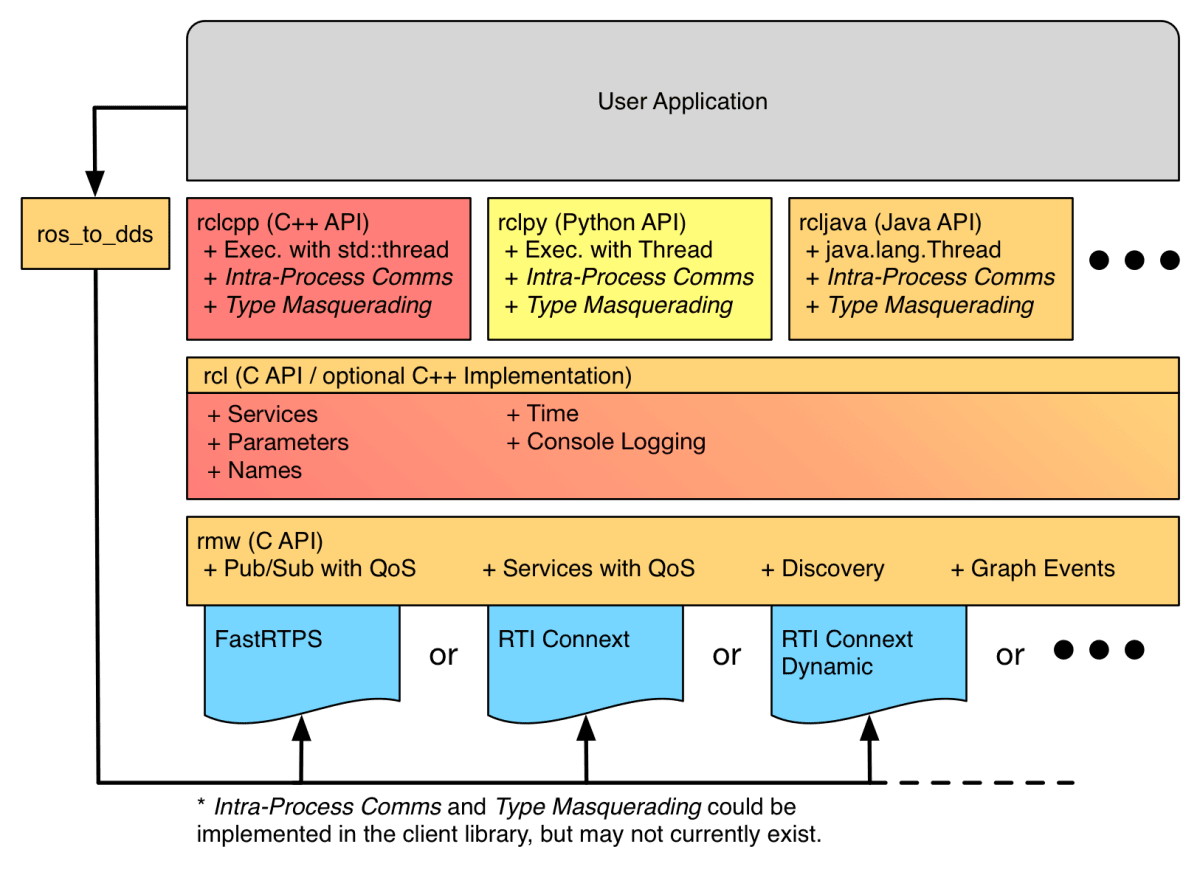 User Application
ros_to_dds
rclcpp (C++ API)
+ Exec. with std::thread
+ Intra-Process Comms
+ Type Masquerading
rclpy (Python API)
+ Exec. with Thread
+ Intra-Process Comms
+ Type Masquerading
rcljava (Java API)
+ java.lang.Thread
+ Intra-Process Comms
+ Type Masquerading
rcl (C API / optional C++ Implementation)
+ Services
+ Parameters
+ Names
+ Time
+ Console Logging
rmw (C API)
+ Pub/Sub with QoS
+ Services with QoS
+ Discovery
+ Graph Events
FastRTPS
or
RTI Connext
or
RTI Connext
Dynamic
or
* Intra-Process Comms and Type Masquerading could be
implemented in the client library, but may not currently exist.